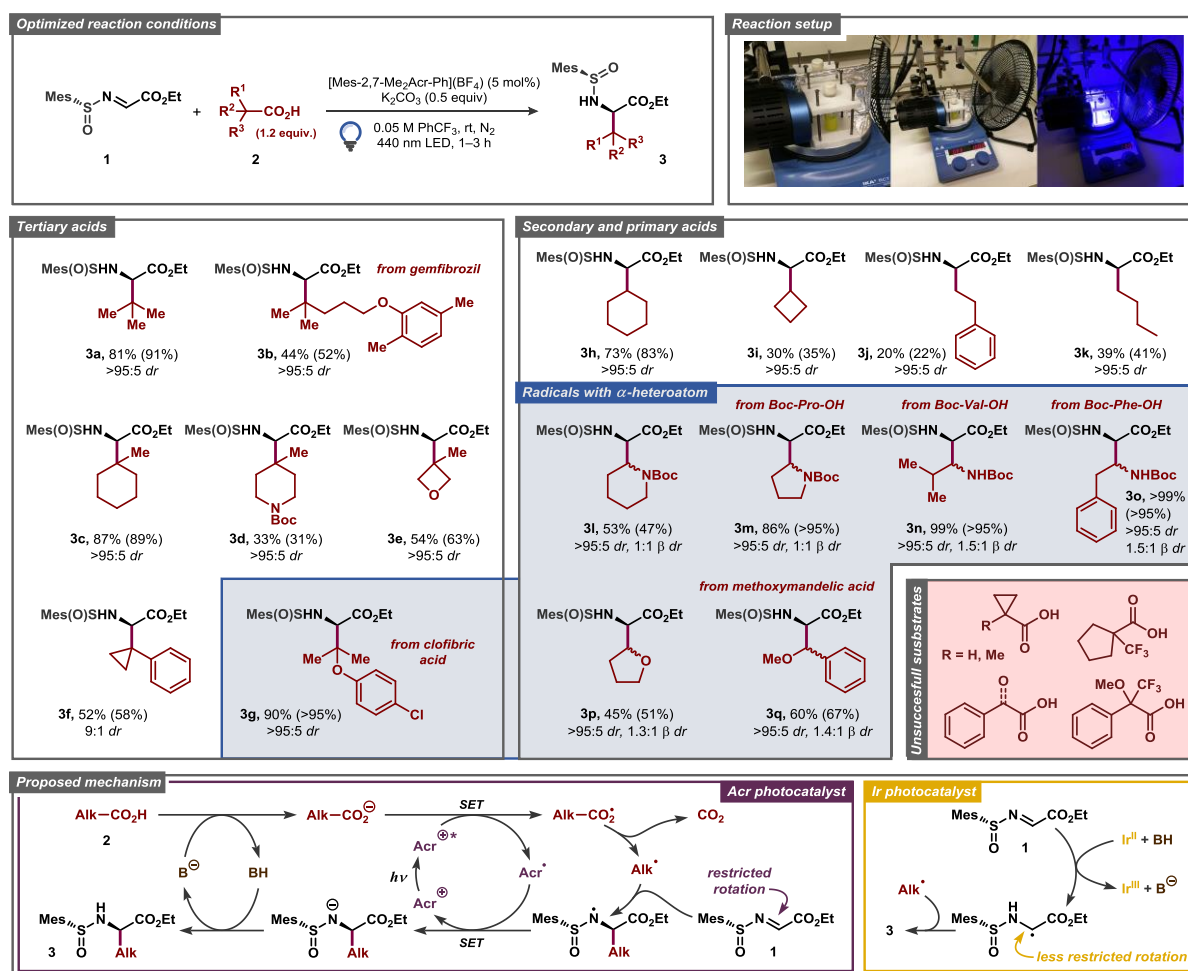 Optimized reaction conditions
Mes
S
O
N
CO2Et
1
+
R1
R2
R3
CO2H
(1.2 equiv.)
2
[Mes-2,7-Me2Acr-Ph](BF4) (5 mol%)
K2CO3 (0.5 equiv)
0.05 M PhCF3, rt, N2
440 nm LED, 1–3 h
Mes
S
O
HN
CO2Et
R1
R2
R3
3
Reaction setup
Tertiary acids
Mes(O)SHN CO2Et
Me Me
Me
3a, 81% (91%)
>95:5 dr
Mes(O)SHN CO2Et
from gemfibrozil
Me
Me
O
Me
Me
3b, 44% (52%)
>95:5 dr
Mes(O)SHN CO2Et
Me
3c, 87% (89%)
>95:5 dr
Mes(O)SHN CO2Et
Me
N
Boc
3d, 33% (31%)
>95:5 dr
Mes(O)SHN CO2Et
Me
O
3e, 54% (63%)
>95:5 dr
Mes(O)SHN CO2Et
3f, 52% (58%)
9:1 dr
Mes(O)SHN CO2Et
from clofibric
acid
Me Me
O
Cl
3g, 90% (>95%)
>95:5 dr
Secondary and primary acids
Mes(O)SHN CO2Et
3h, 73% (83%)
>95:5 dr
Mes(O)SHN CO2Et
3i, 30% (35%)
>95:5 dr
Mes(O)SHN CO2Et
3j, 20% (22%)
>95:5 dr
Mes(O)SHN CO2Et
3k, 39% (41%)
>95:5 dr
Radicals with α-heteroatom
Mes(O)SHN CO2Et
NBoc
3l, 53% (47%)
>95:5 dr, 1:1 β dr
from Boc-Pro-OH
Mes(O)SHN CO2Et
NBoc
3m, 86% (>95%)
>95:5 dr, 1:1 β dr
from Boc-Val-OH
Mes(O)SHN CO2Et
Me
NHBoc
Me
3n, 99% (>95%)
>95:5 dr, 1.5:1 β dr
from Boc-Phe-OH
Mes(O)SHN CO2Et
NHBoc
3o, >99%
(>95%)
>95:5 dr
1.5:1 β dr
Mes(O)SHN CO2Et
O
3p, 45% (51%)
>95:5 dr, 1.3:1 β dr
from methoxymandelic acid
Mes(O)SHN CO2Et
MeO
3q, 60% (67%)
>95:5 dr, 1.4:1 β dr
Unsuccesfull susbstrates
R
O
OH
R = H, Me
O
OH
CF3
O
OH
O
MeO CF3
OH
O
Proposed mechanism
Acr photocatalyst
Alk–CO2H
2
B⊖
BH
Alk–CO2⊖
SET
Acr⊕*
hν
Acr⊕
Acr•
SET
Alk–CO2•
CO2
Alk•
restricted
rotation
Mes
S
O
H
N
CO2Et
Alk
3
Mes
S
O
⊖
N
CO2Et
Alk
Mes
S
O
N•
CO2Et
Alk
Mes
S
O
N
CO2Et
1
Ir photocatalyst
Mes
S
O
N
CO2Et
1
IrII + BH
IrIII + B⊖
Alk•
3
Mes
S
O
H
N
CO2Et
less restricted rotation